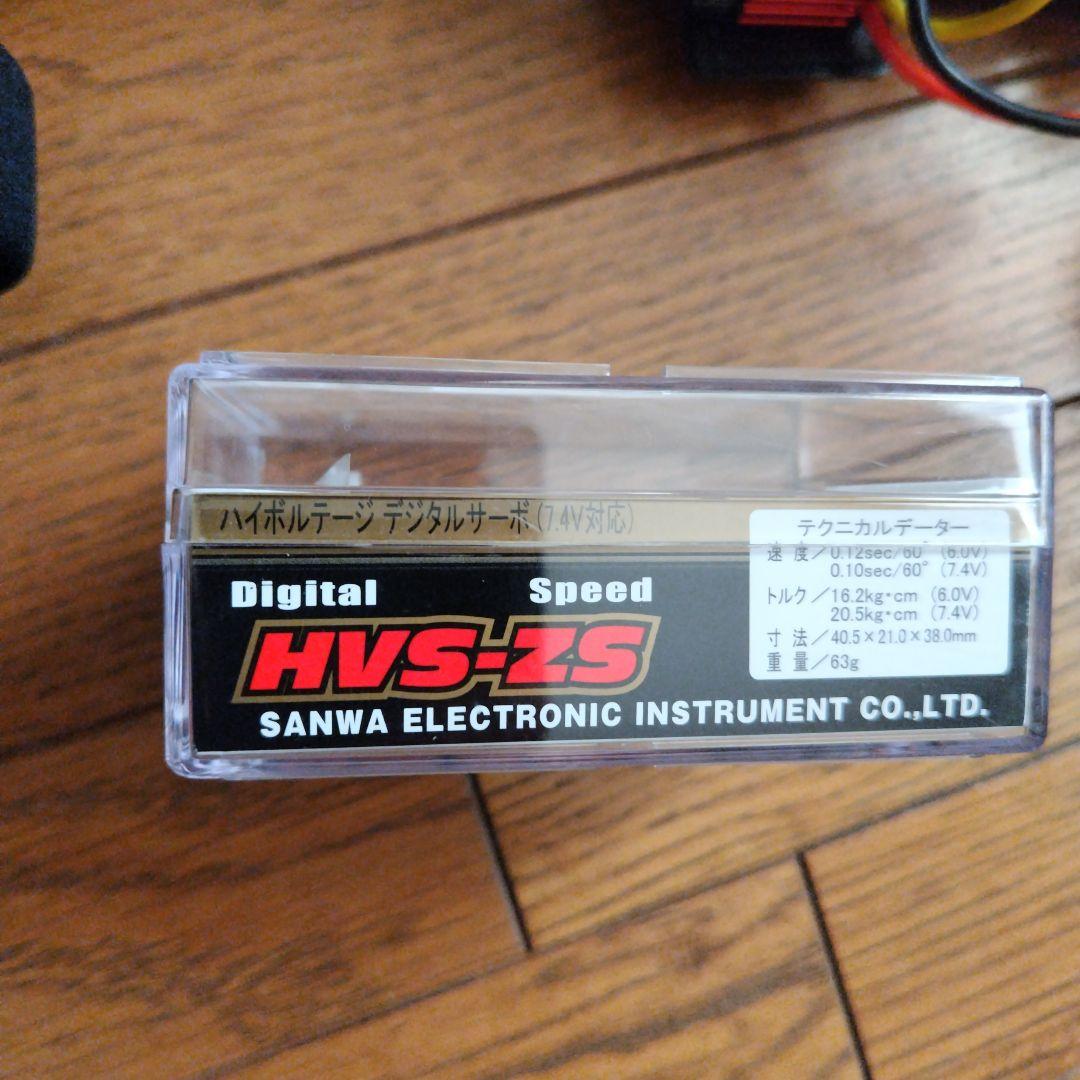 ハイボルテージ デジタルサーボ (7.4V対応)
Digital Speed
HVS-ZS
SANWA ELECTRONIC INSTRUMENT CO.,LTD.
テクニカルデーター
速 度／0.12sec/60° (6.0V)
0.10sec/60° (7.4V)
トルク／16.2kg・cm (6.0V)
20.5kg・cm (7.4V)
寸 法／40.5×21.0×38.0mm
重 量／63g